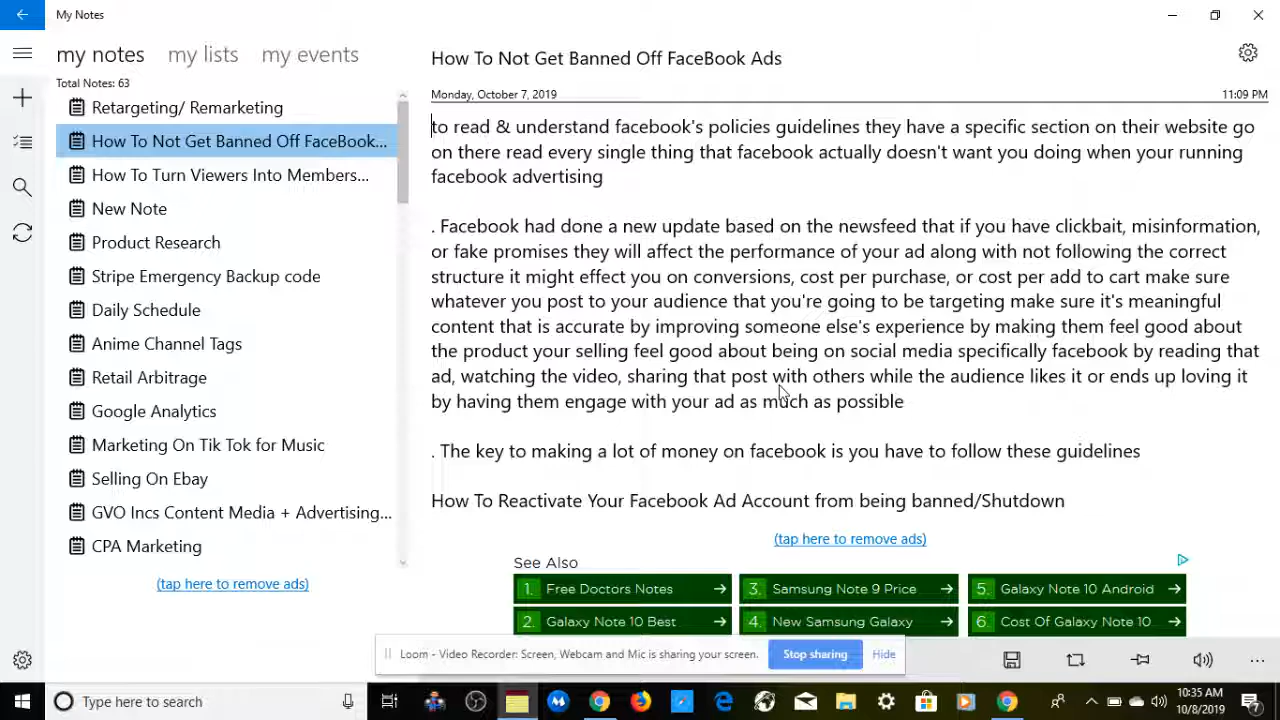 My Notes
my notes my lists my events
Total Notes: 63
Retargeting/ Remarketing
How To Not Get Banned Off FaceBook...
How To Turn Viewers Into Members...
New Note
Product Research
Stripe Emergency Backup code
Daily Schedule
Anime Channel Tags
Retail Arbitrage
Google Analytics
Marketing On Tik Tok for Music
Selling On Ebay
GVO Incs Content Media + Advertising...
CPA Marketing
(tap here to remove ads)
How To Not Get Banned Off FaceBook Ads
Monday, October 7, 2019 11:09 PM
to read & understand facebook's policies guidelines they have a specific section on their website go
on there read every single thing that facebook actually doesn't want you doing when your running
facebook advertising
. Facebook had done a new update based on the newsfeed that if you have clickbait, misinformation,
or fake promises they will affect the performance of your ad along with not following the correct
structure it might effect you on conversions, cost per purchase, or cost per add to cart make sure
whatever you post to your audience that you're going to be targeting make sure it's meaningful
content that is accurate by improving someone else's experience by making them feel good about
the product your selling feel good about being on social media specifically facebook by reading that
ad, watching the video, sharing that post with others while the audience likes it or ends up loving it
by having them engage with your ad as much as possible
. The key to making a lot of money on facebook is you have to follow these guidelines
How To Reactivate Your Facebook Ad Account from being banned/Shutdown
(tap here to remove ads)
See Also
1. Free Doctors Notes
3. Samsung Note 9 Price
5. Galaxy Note 10 Android
2. Galaxy Note 10 Best
4. New Samsung Galaxy
6. Cost Of Galaxy Note 10
Loom - Video Recorder: Screen, Webcam and Mic is sharing your screen. Stop sharing Hide
Type here to search
10:35 AM
10/8/2019
7